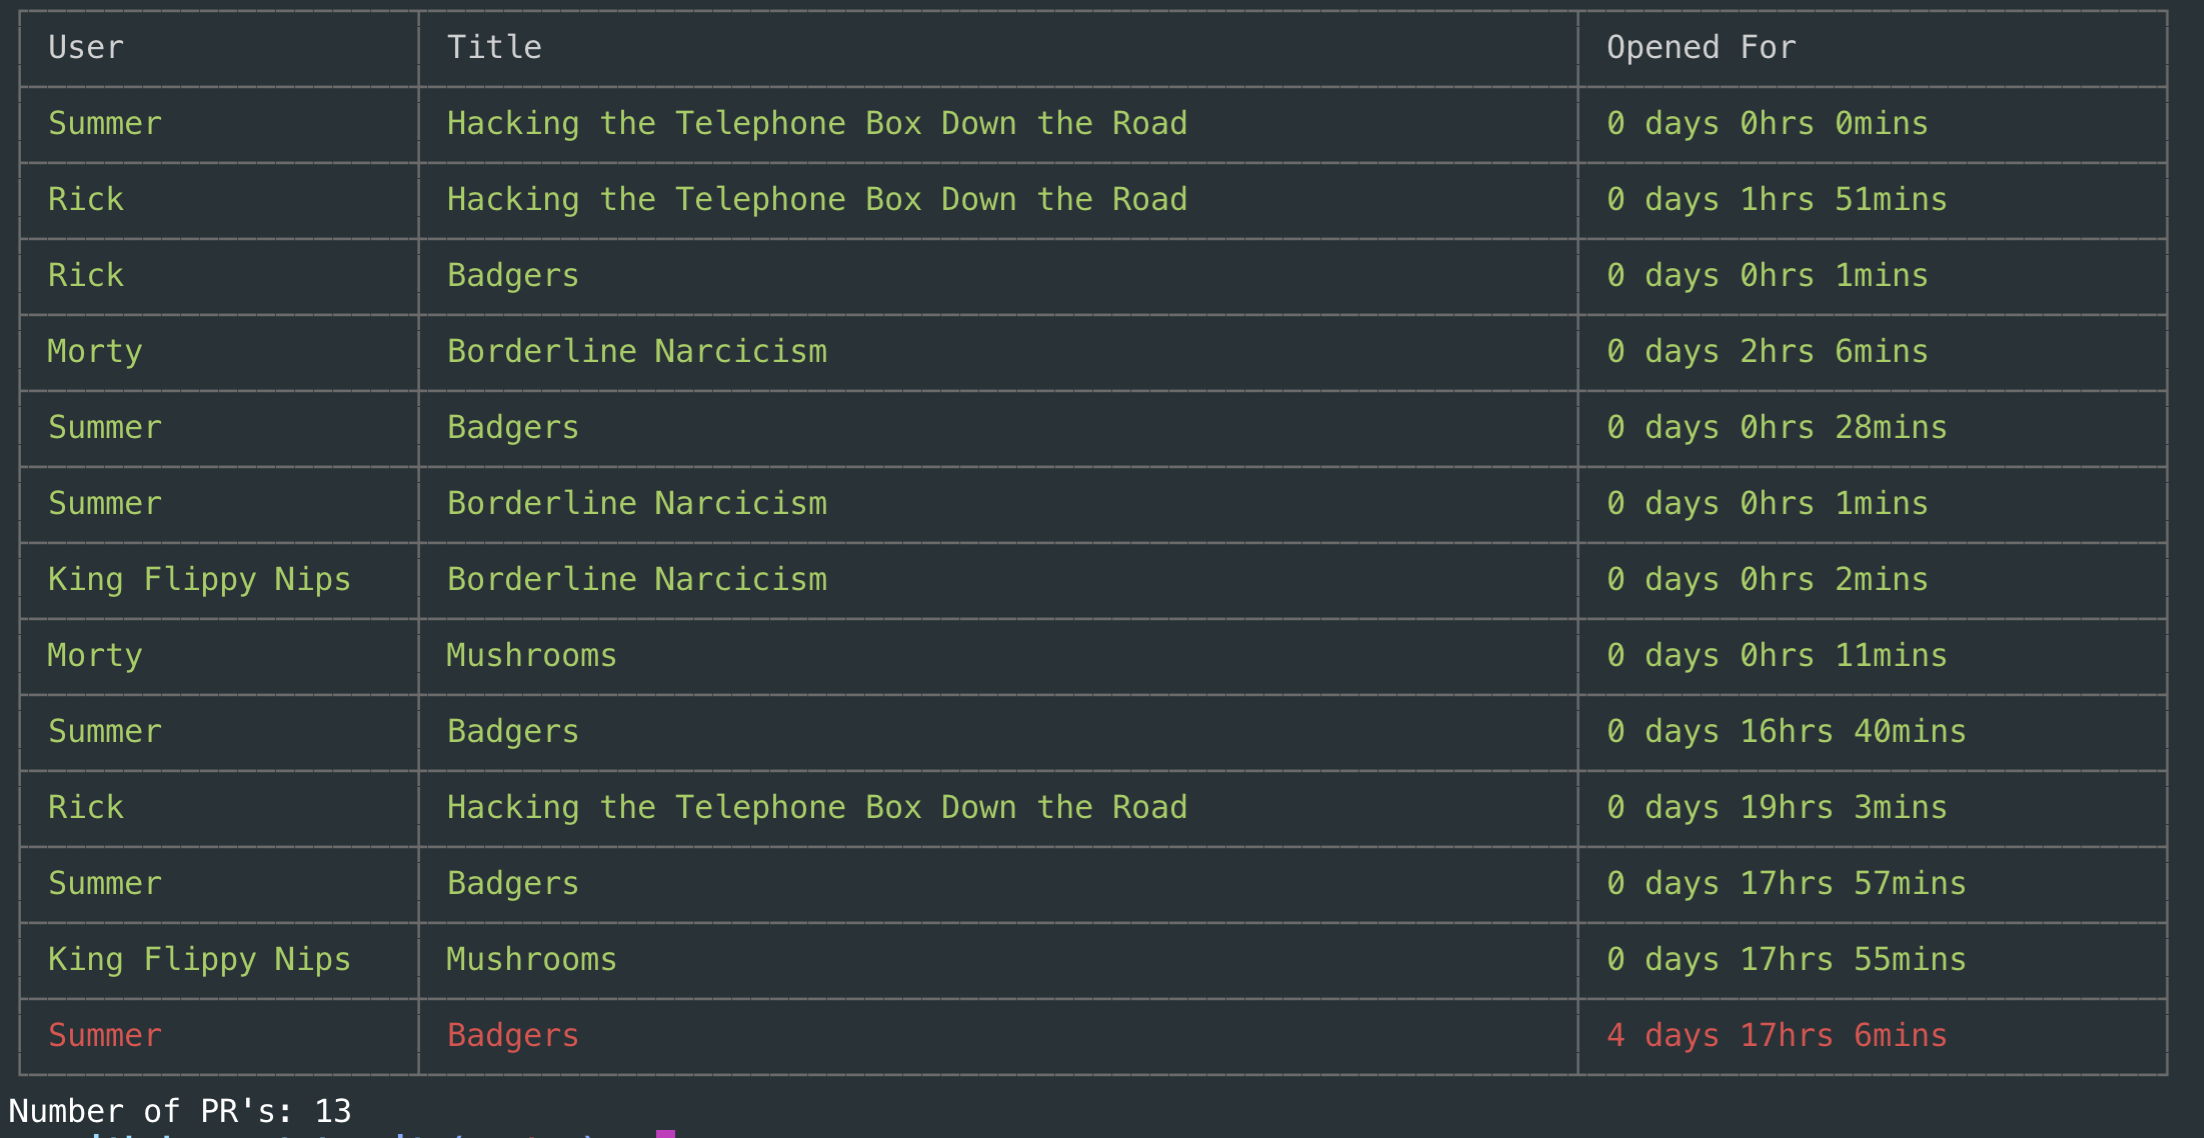 User Title Opened For
Summer Hacking the Telephone Box Down the Road 0 days 0hrs 0mins
Rick Hacking the Telephone Box Down the Road 0 days 1hrs 51mins
Rick Badgers 0 days 0hrs 1mins
Morty Borderline Narcicism 0 days 2hrs 6mins
Summer Badgers 0 days 0hrs 28mins
Summer Borderline Narcicism 0 days 0hrs 1mins
King Flippy Nips Borderline Narcicism 0 days 0hrs 2mins
Morty Mushrooms 0 days 0hrs 11mins
Summer Badgers 0 days 16hrs 40mins
Rick Hacking the Telephone Box Down the Road 0 days 19hrs 3mins
Summer Badgers 0 days 17hrs 57mins
King Flippy Nips Mushrooms 0 days 17hrs 55mins
Summer Badgers 4 days 17hrs 6mins
Number of PR's: 13